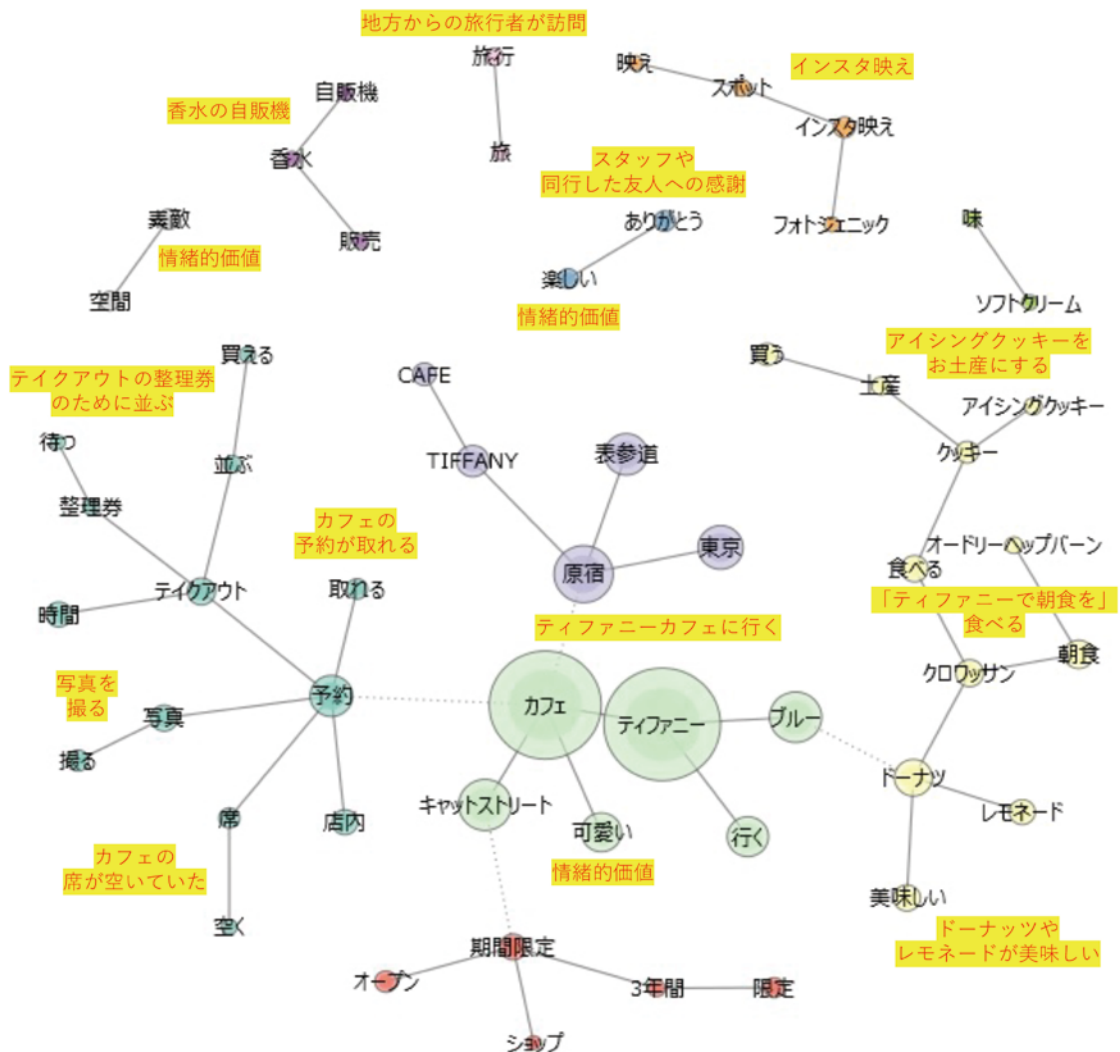 地方からの旅行者が訪問
旅行
旅
映え
スポット
インスタ映え
インスタ映え
フォトジェニック
自販機
香水の自販機
香水
販売
スタッフや
同行した友人への感謝
ありがとう
楽しい
情緒的価値
素敵
情緒的価値
空間
味
ソフトクリーム
アイシングクッキーを
お土産にする
買う
土産
アイシングクッキー
クッキー
買える
テイクアウトの整理券
のために並ぶ
待つ
並ぶ
整理券
テイクアウト
時間
CAFE
TIFFANY
表参道
東京
原宿
カフェの
予約が取れる
取れる
オードリーヘップバーン
食べる
「ティファニーで朝食を」
食べる
朝食
クロワッサン
ティファニーカフェに行く
写真を
撮る
写真
撮る
予約
カフェ
ティファニー
ブルー
ドーナツ
レモネード
キャットストリート
可愛い
行く
情緒的価値
席
店内
カフェの
席が空いていた
空く
美味しい
ドーナッツや
レモネードが美味しい
期間限定
オープン
3年間
限定
ショップ